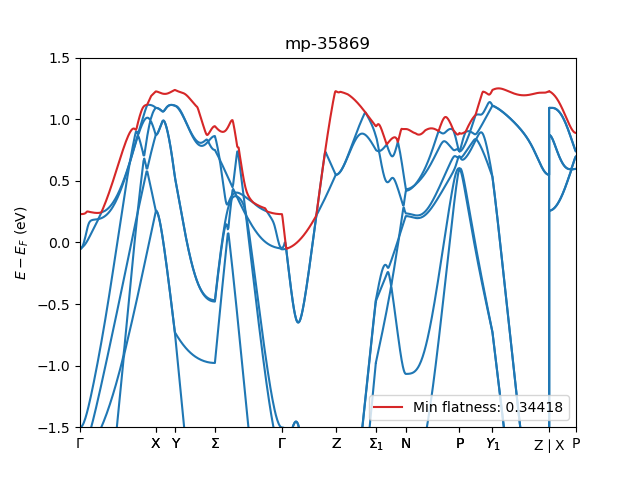 mp-35869
1.5
1.0
0.5
0.0
−0.5
−1.0
−1.5
E − E_F (eV)
Γ X Y Σ Γ Z Σ₁ N P Y₁ Z | X P
Min flatness: 0.34418